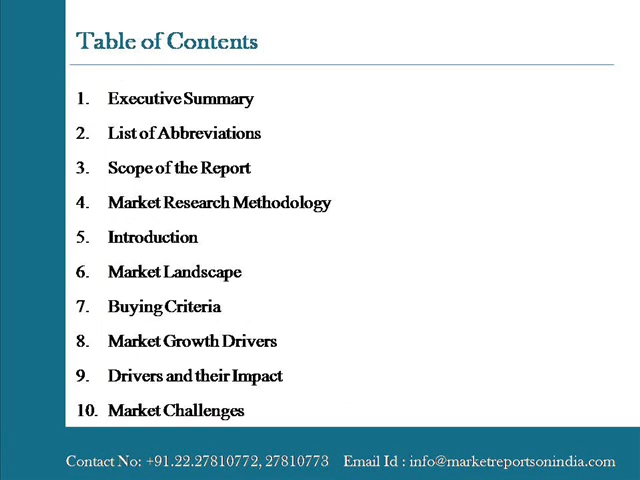 Table of Contents
1. Executive Summary
2. List of Abbreviations
3. Scope of the Report
4. Market Research Methodology
5. Introduction
6. Market Landscape
7. Buying Criteria
8. Market Growth Drivers
9. Drivers and their Impact
10. Market Challenges
Contact No: +91.22.27810772, 27810773 Email Id : info@marketreportsonindia.com